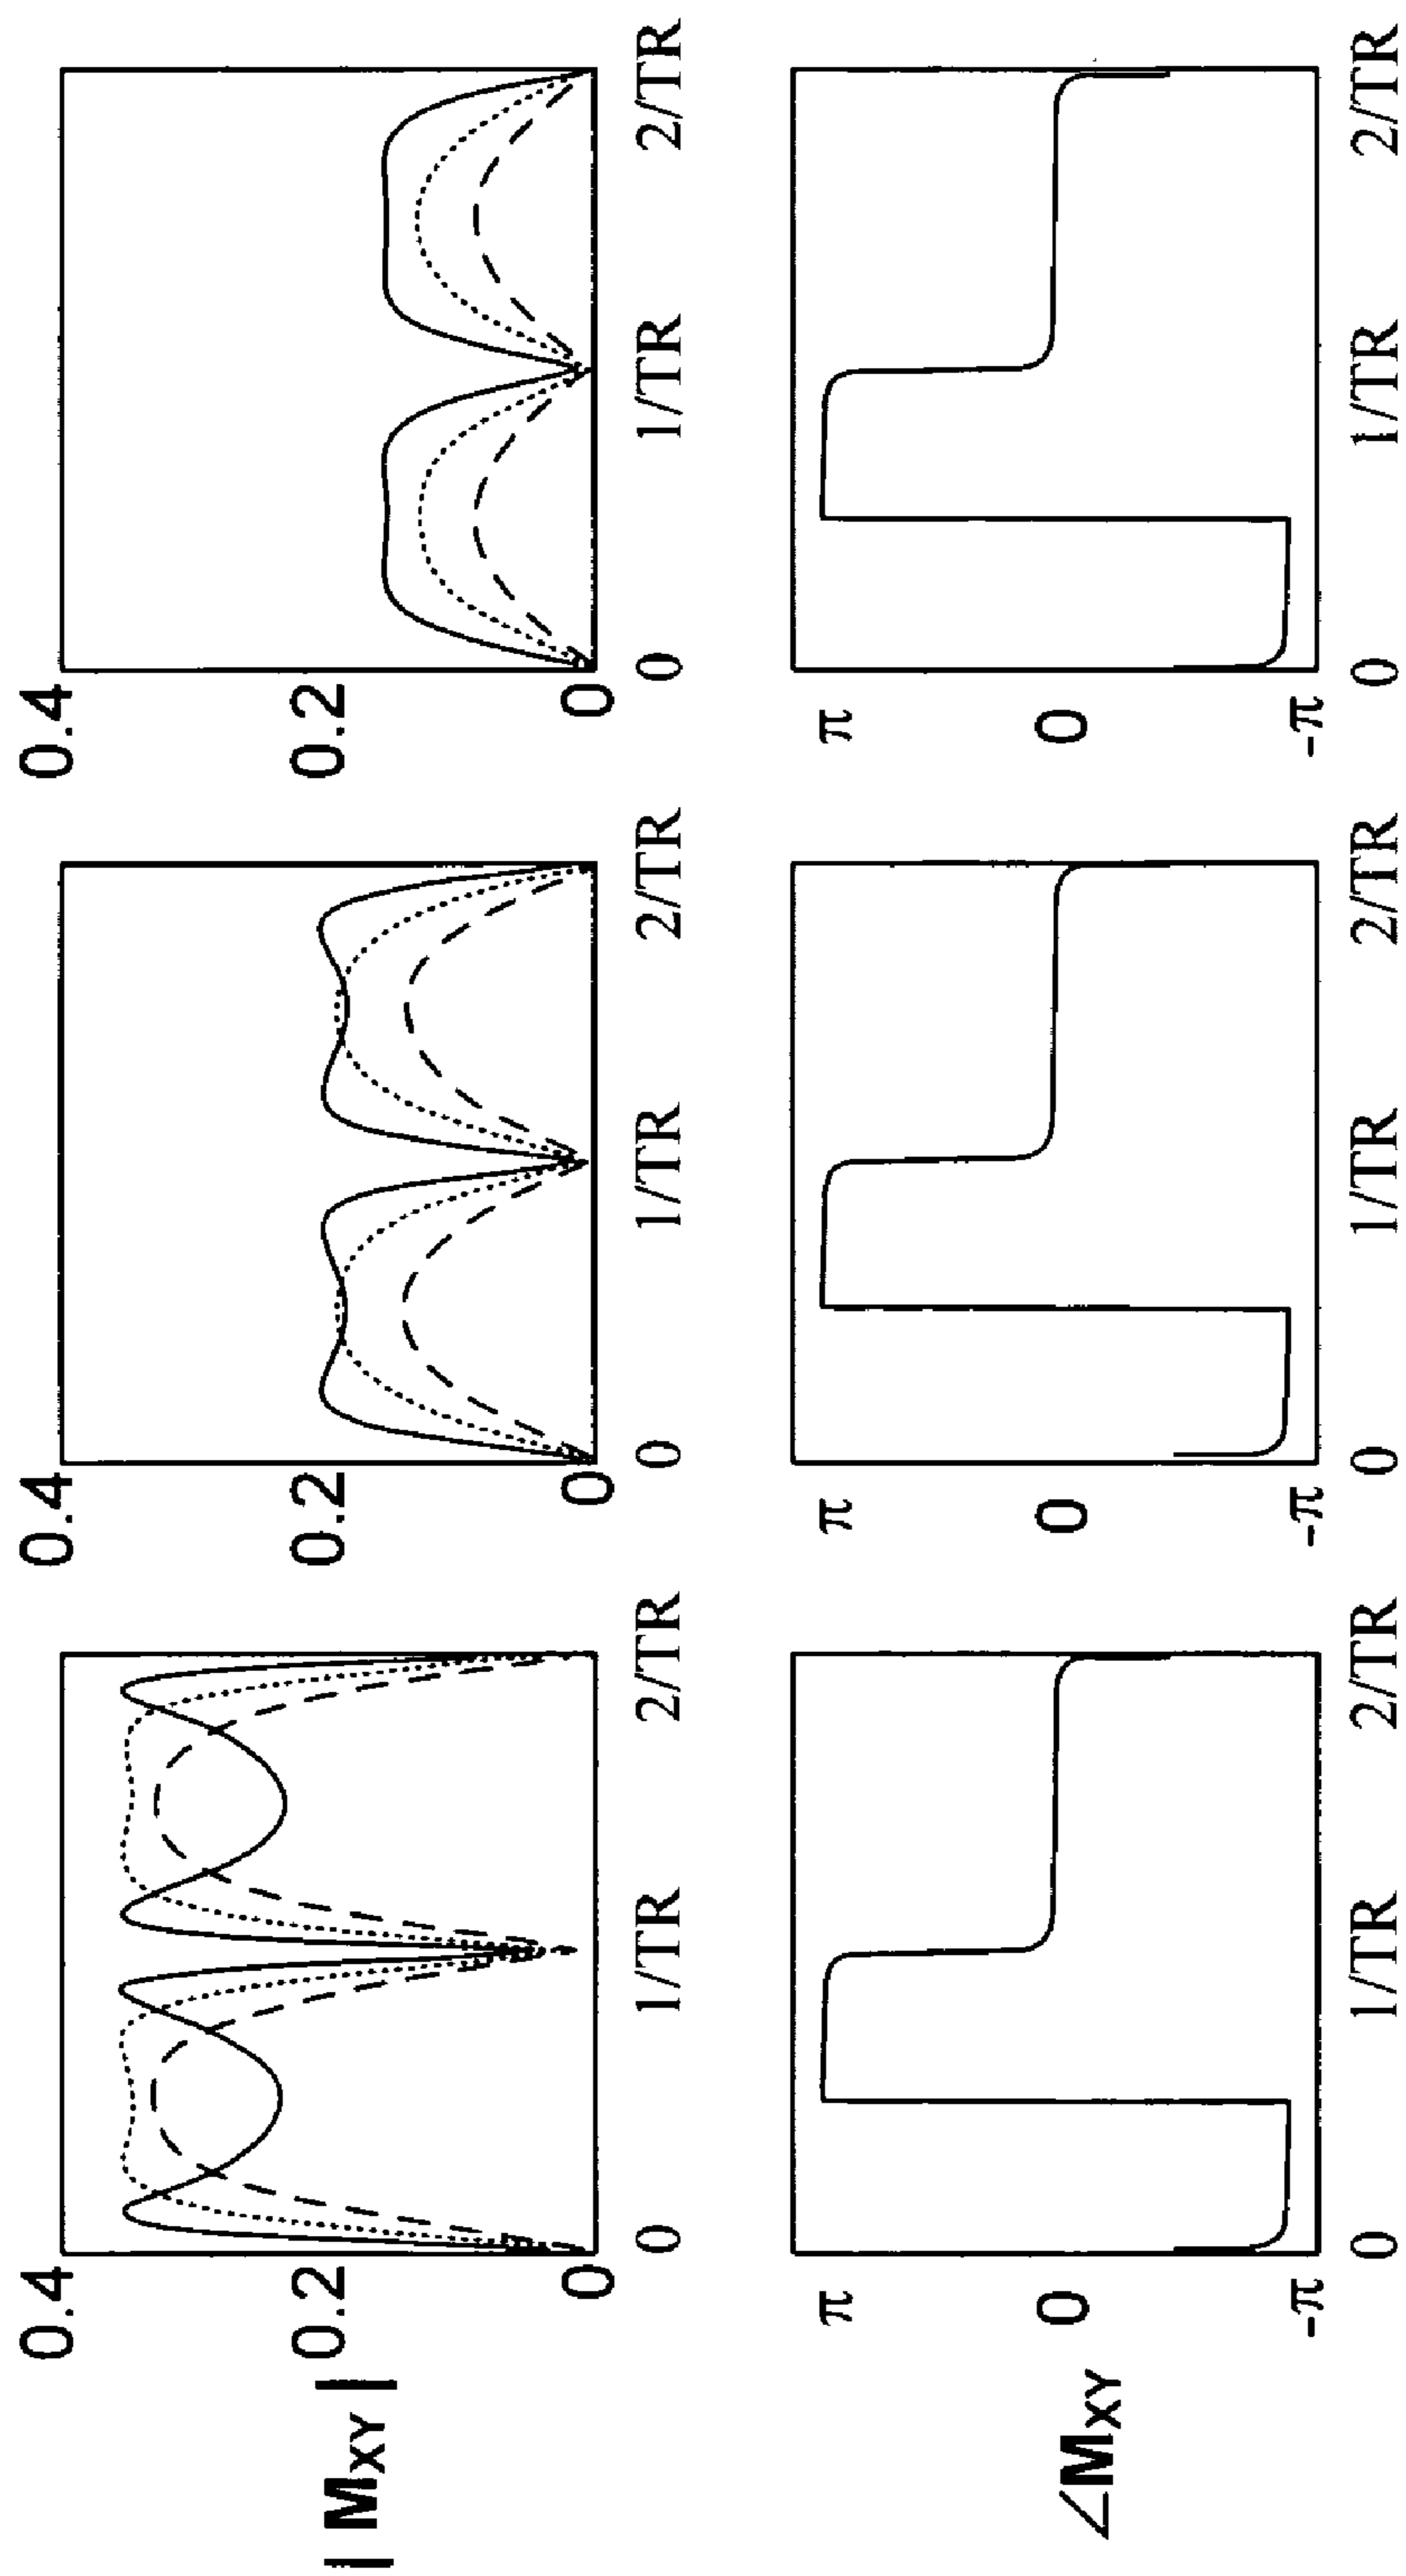 0.4 0.4 0.4
| MXY | 0.2 0.2 0.2
0 0 0
0 1/TR 2/TR 0 1/TR 2/TR 0 1/TR 2/TR
π π π
∠MXY 0 0 0
-π -π -π
0 1/TR 2/TR 0 1/TR 2/TR 0 1/TR 2/TR